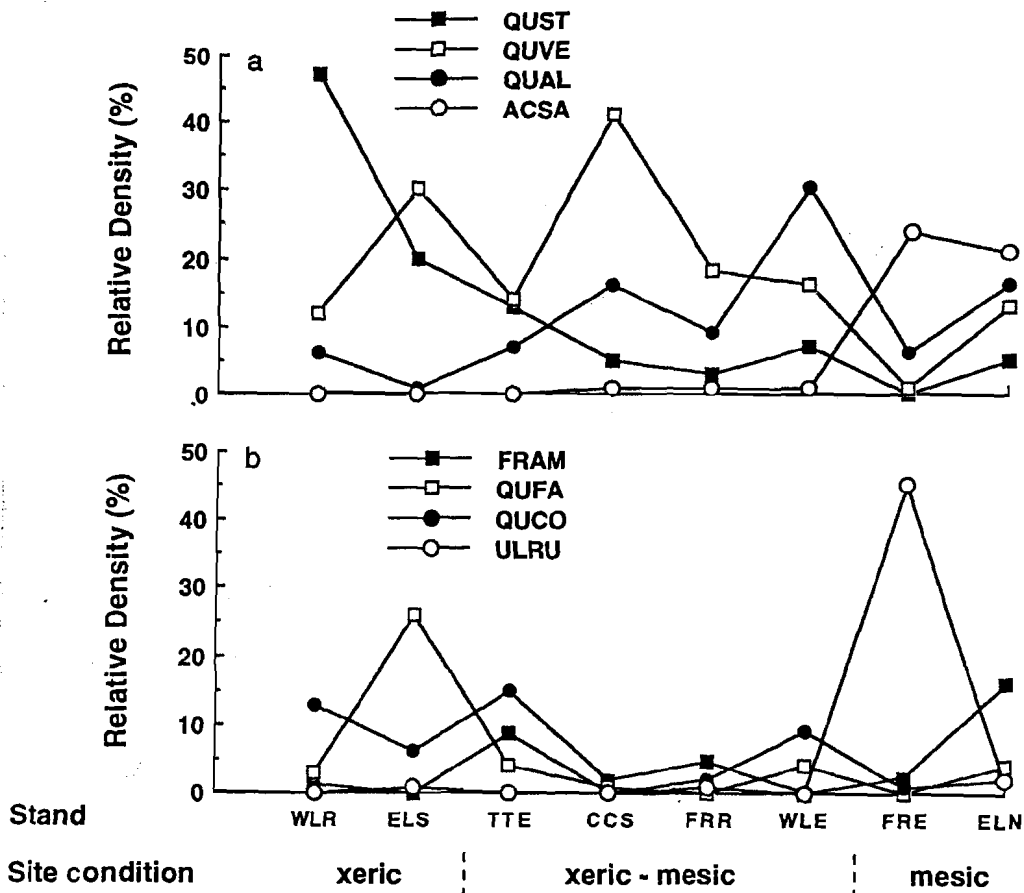 QUST
QUVE
QUAL
ACSA
a
50
40
30
20
10
0
Relative Density (%)
FRAM
QUFA
QUCO
ULRU
b
50
40
30
20
10
0
Relative Density (%)
Stand WLR ELS TTE CCS FRR WLE FRE ELN
Site condition xeric xeric - mesic mesic